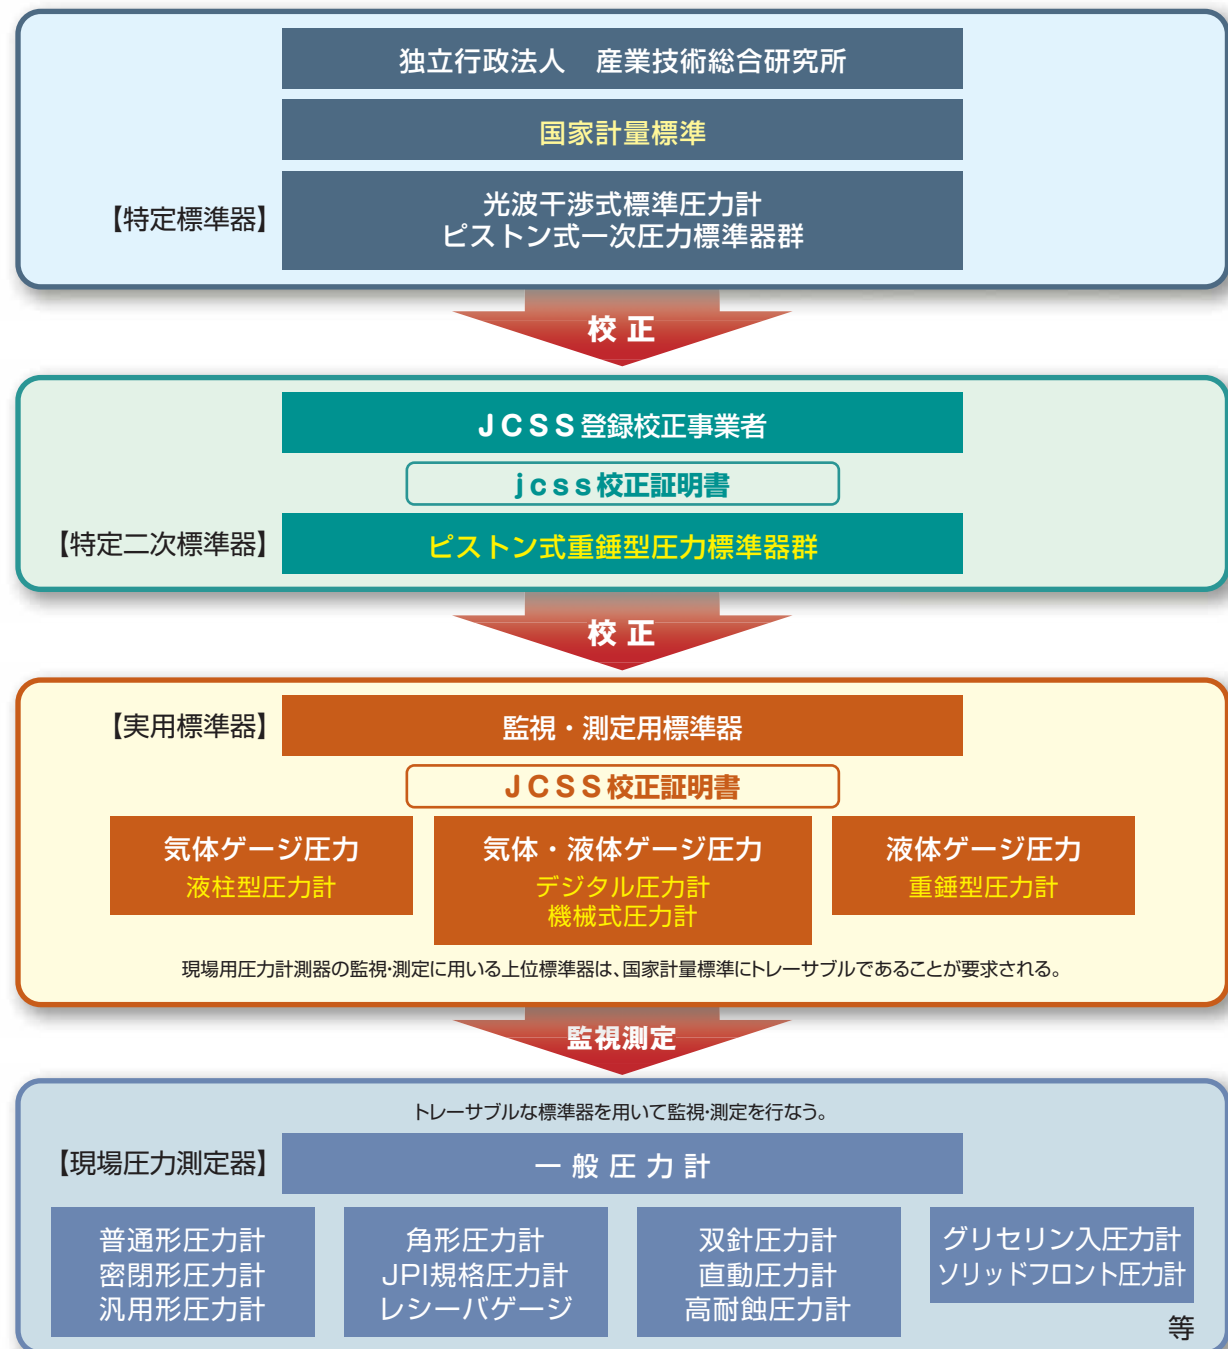 独立行政法人　産業技術総合研究所
国家計量標準
【特定標準器】
光波干渉式標準圧力計
ピストン式一次圧力標準器群
校正
JCSS登録校正事業者
jcss校正証明書
【特定二次標準器】
ピストン式重錘型圧力標準器群
校正
【実用標準器】
監視・測定用標準器
JCSS校正証明書
気体ゲージ圧力
液柱型圧力計
気体・液体ゲージ圧力
デジタル圧力計
機械式圧力計
液体ゲージ圧力
重錘型圧力計
現場用圧力計測器の監視・測定に用いる上位標準器は、国家計量標準にトレーサブルであることが要求される。
監視測定
トレーサブルな標準器を用いて監視・測定を行なう。
【現場圧力測定器】
一般圧力計
普通形圧力計
密閉形圧力計
汎用形圧力計
角形圧力計
JPI規格圧力計
レシーバゲージ
双針圧力計
直動圧力計
高耐蝕圧力計
グリセリン入圧力計
ソリッドフロント圧力計
等